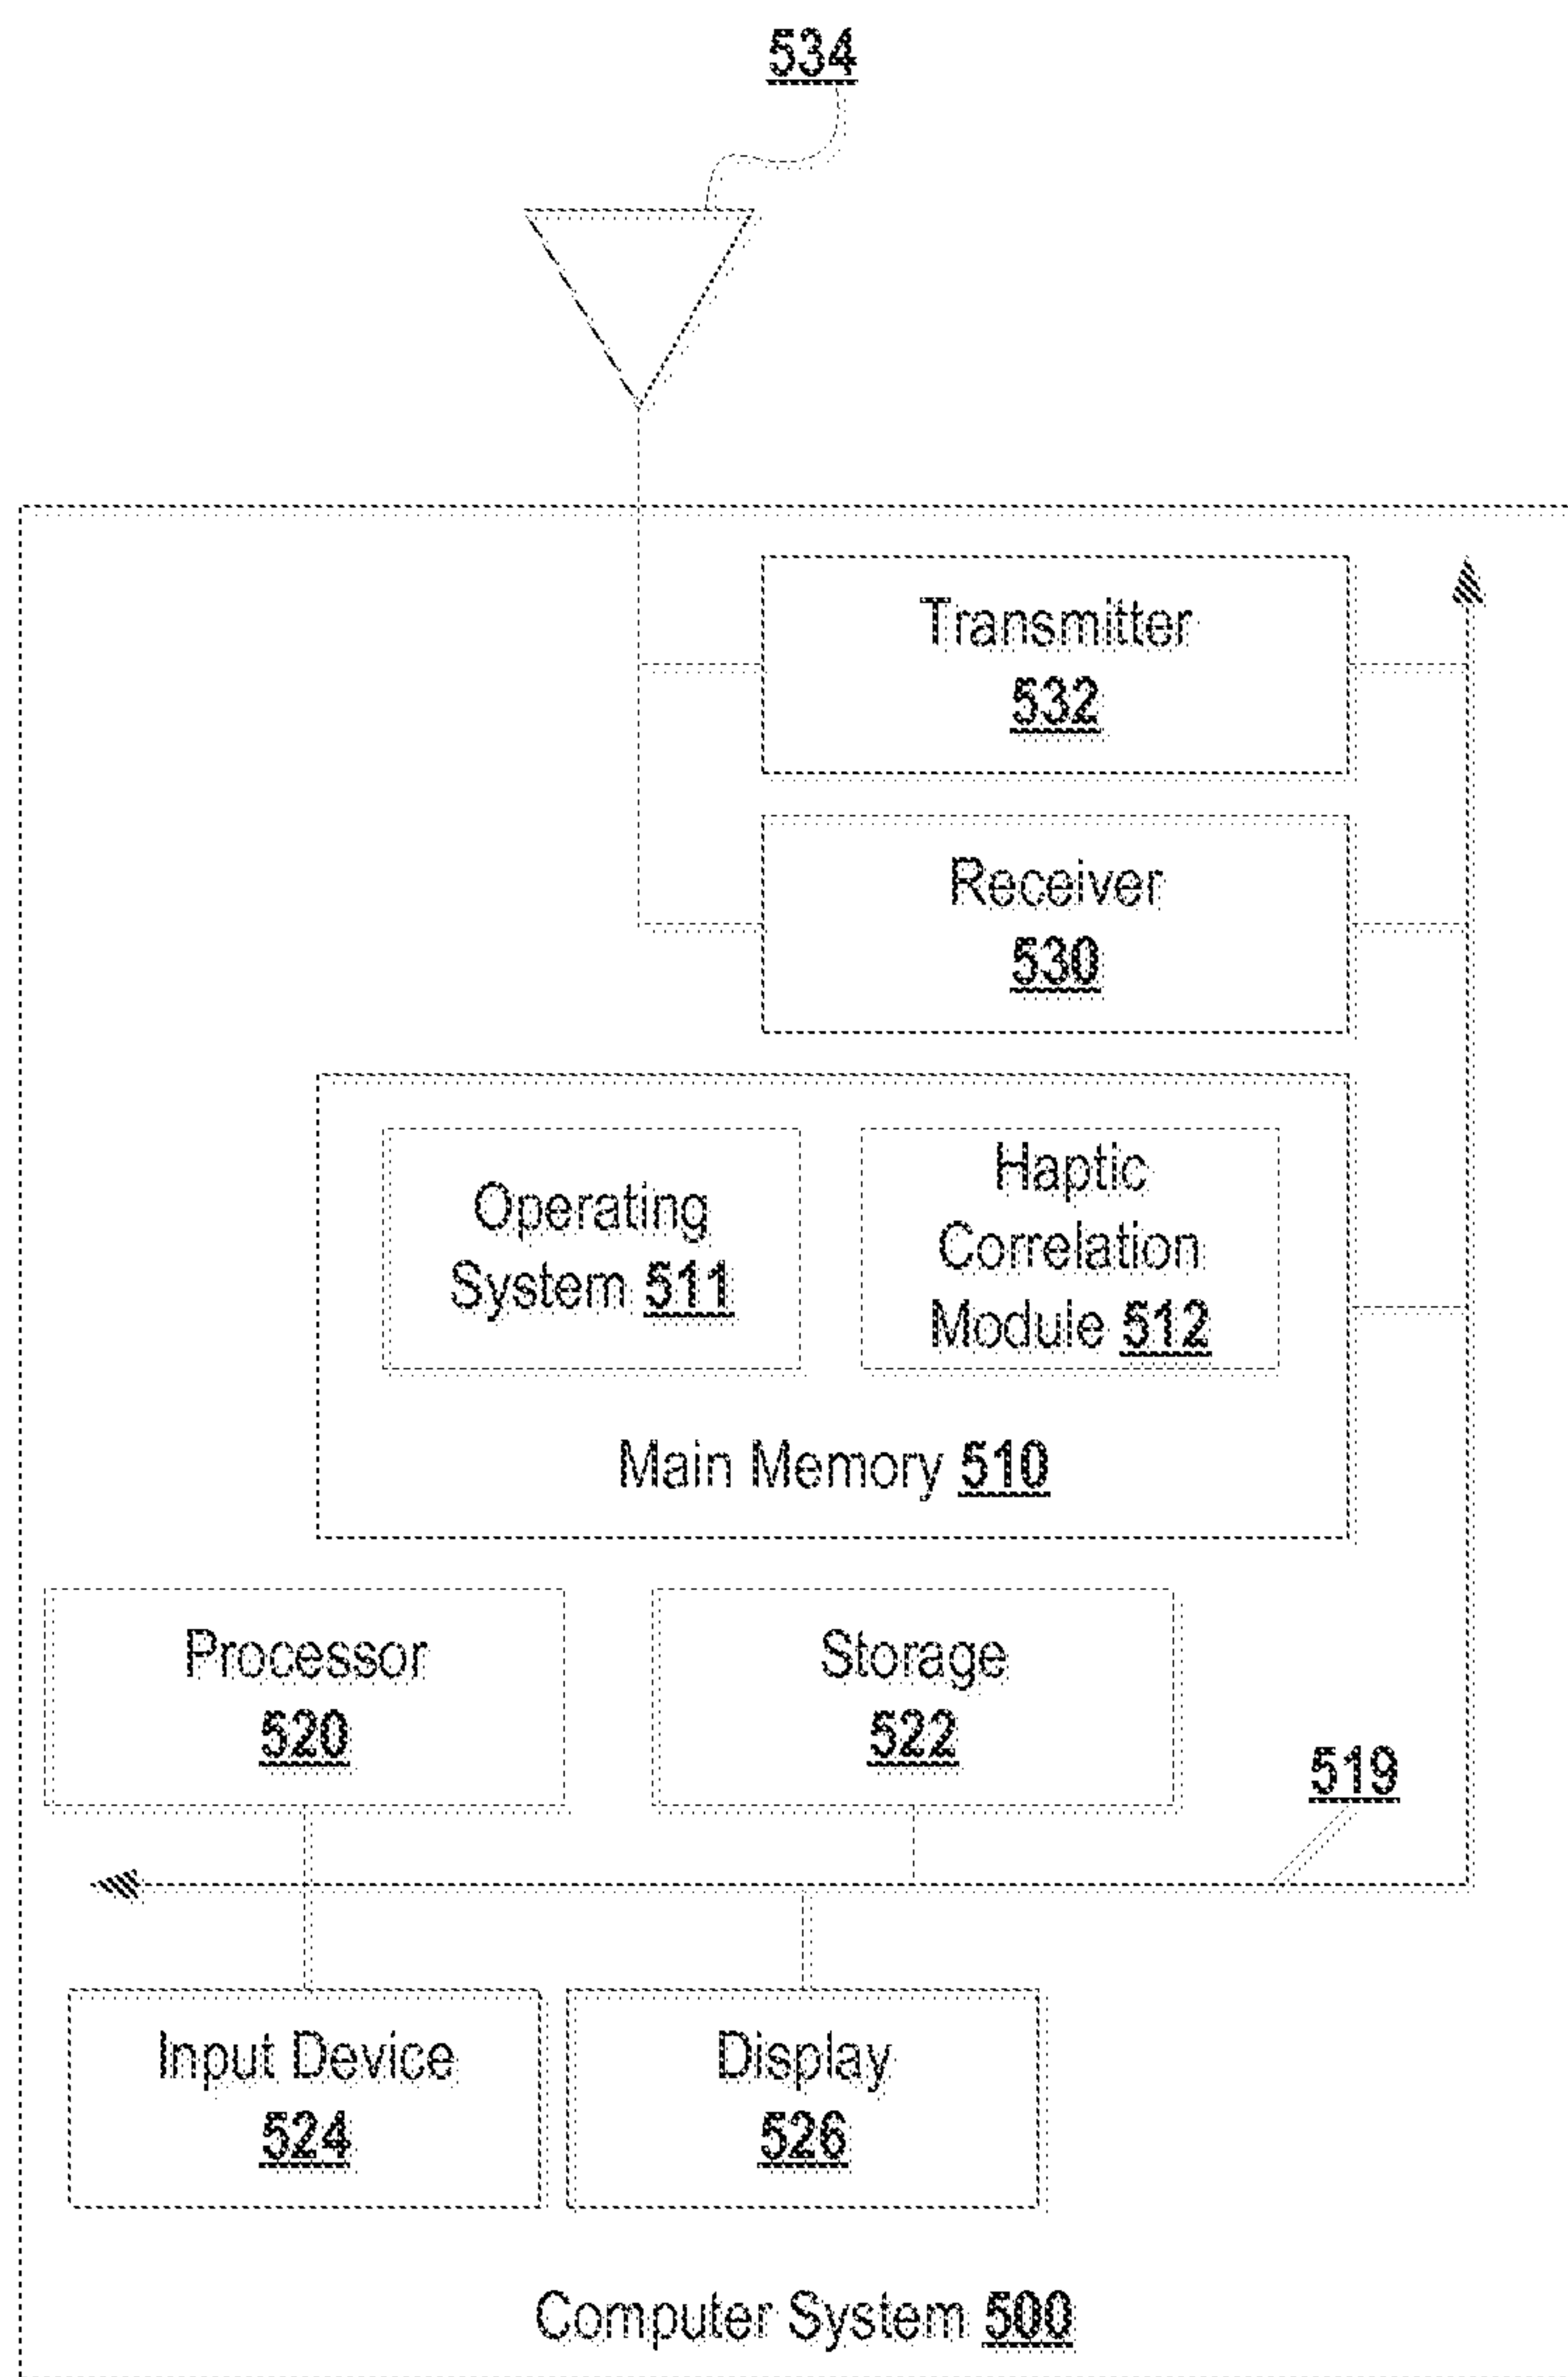 534
Transmitter
532
Receiver
530
Operating
System 511
Haptic
Correlation
Module 512
Main Memory 510
Processor
520
Storage
522
519
Input Device
524
Display
526
Computer System 500